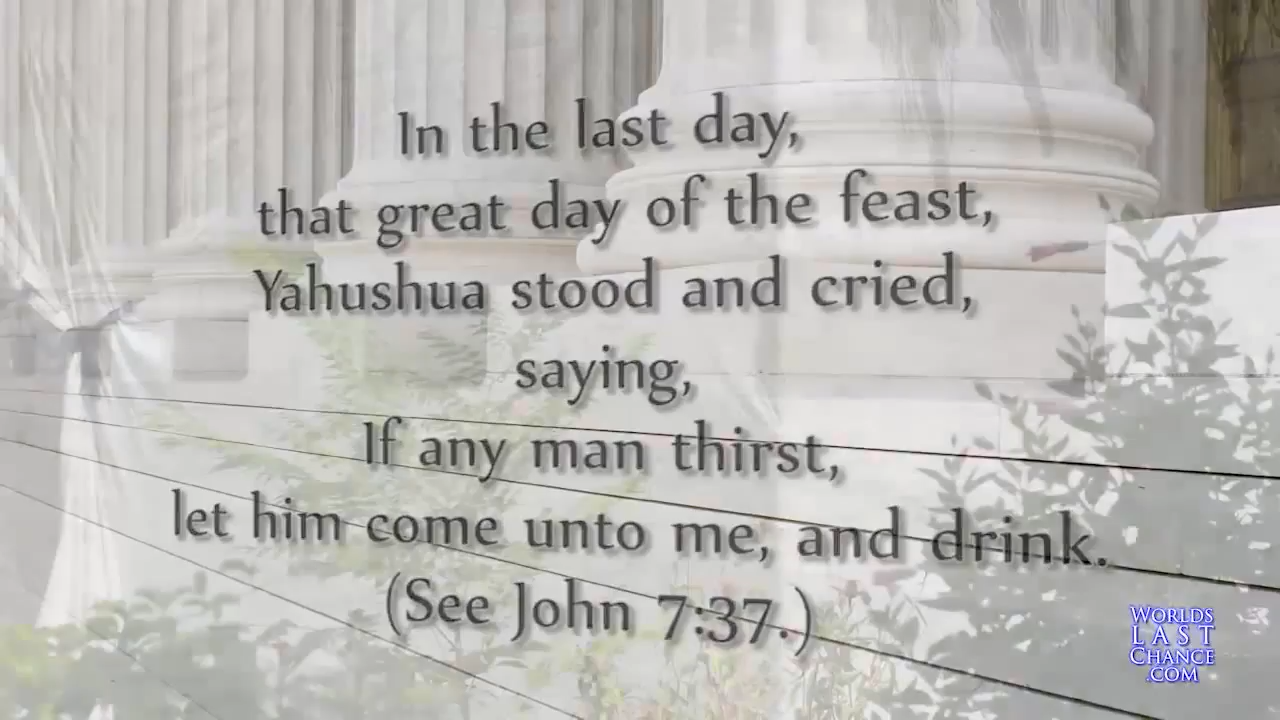 In the last day,
that great day of the feast,
Yahushua stood and cried,
saying,
If any man thirst,
let him come unto me, and drink.
(See John 7:37.)
WORLDS
LAST
CHANCE
.COM